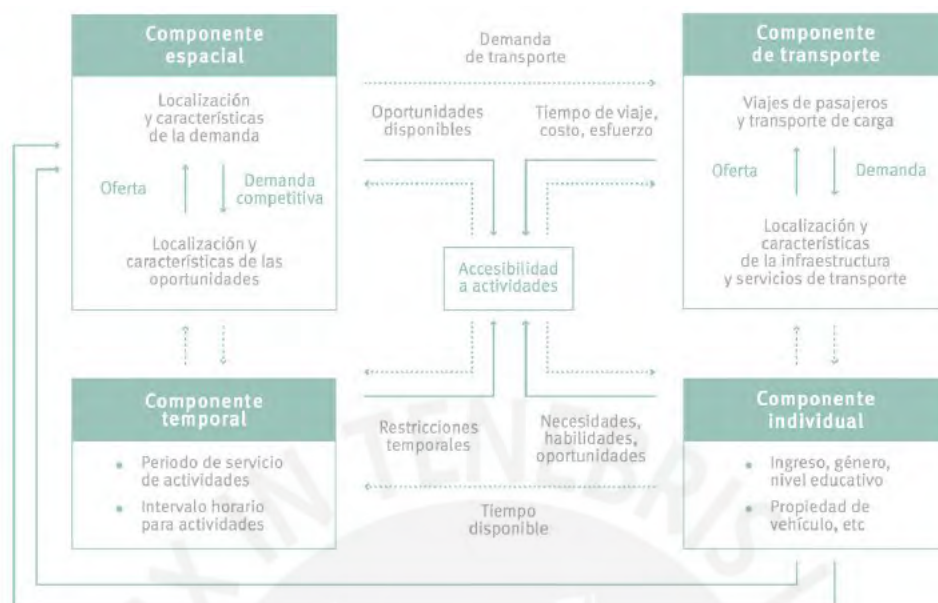 Componente
espacial
Localización
y características
de la demanda
Oferta
Demanda
competitiva
Localización y
características de las
oportunidades
Demanda
de transporte
Oportunidades
disponibles
Tiempo de viaje,
costo, esfuerzo
Componente
de transporte
Viajes de pasajeros
y transporte de carga
Oferta
Demanda
Localización y
características
de la infraestructura
y servicios de transporte
Accesibilidad
a actividades
Componente
temporal
Periodo de servicio
de actividades
Intervalo horario
para actividades
Restricciones
temporales
Necesidades,
habilidades,
oportunidades
Tiempo
disponible
Componente
individual
Ingreso, género,
nivel educativo
Propiedad de
vehículo, etc
X IN TENEBRIS